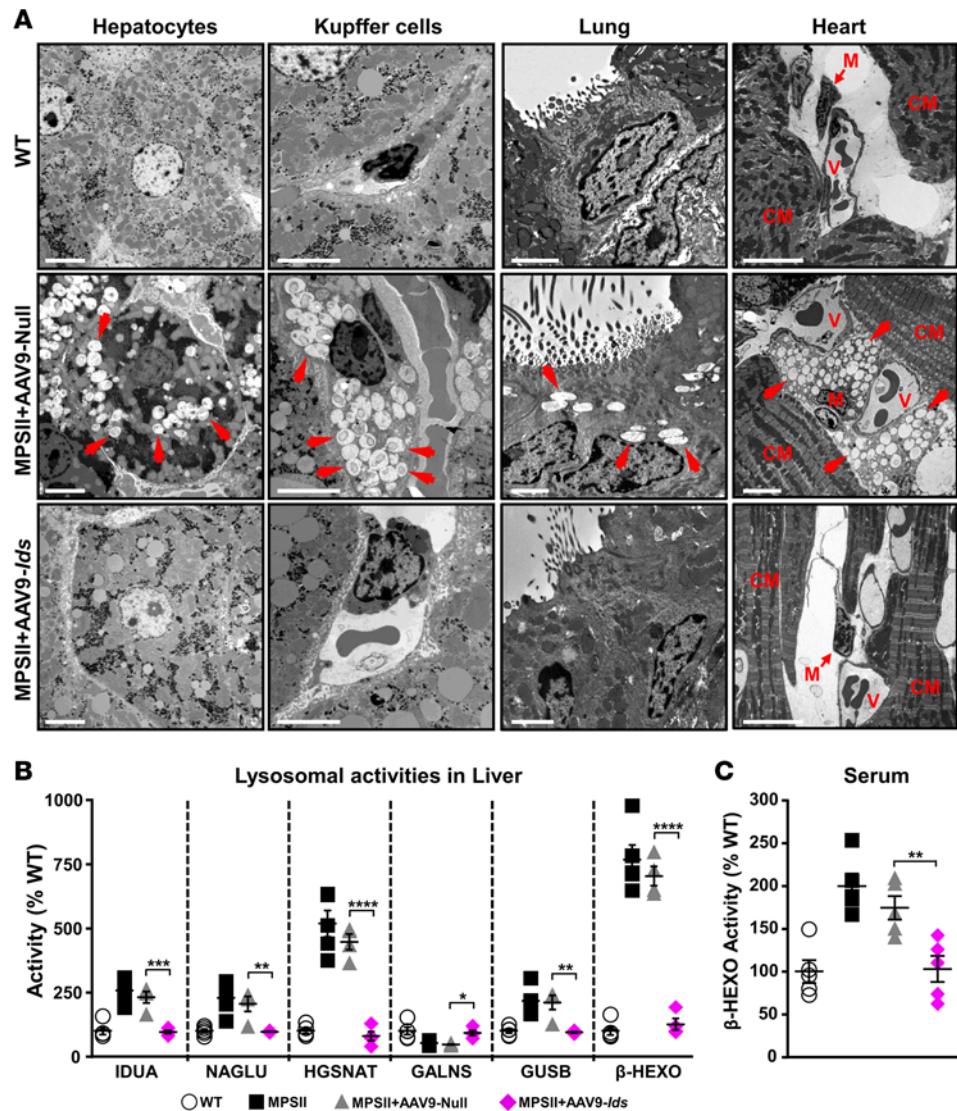 A
Hepatocytes Kupffer cells Lung Heart
WT
M
CM
V
CM
MPSII+AAV9-Null
V
CM
M
V
CM
MPSII+AAV9-Ids
CM
M
V
CM
B
Lysosomal activities in Liver
Activity (% WT)
1000
750
500
250
0
***
**
****
*
**
****
IDUA NAGLU HGSNAT GALNS GUSB β-HEXO
WT MPSII MPSII+AAV9-Null MPSII+AAV9-Ids
C
Serum
β-HEXO Activity (% WT)
300
250
200
150
100
50
0
**